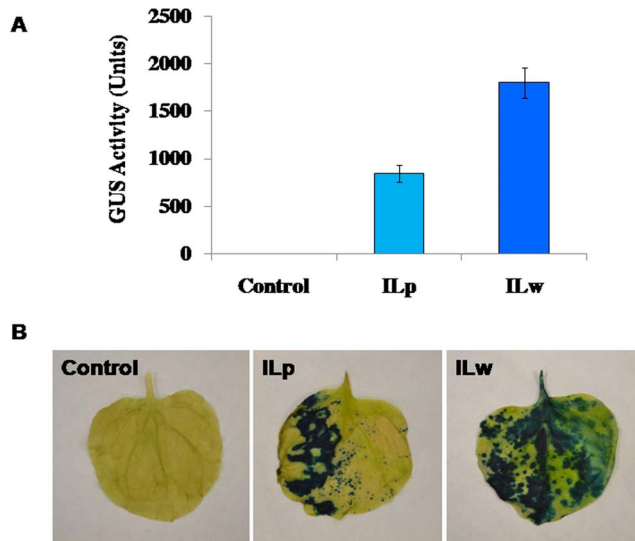 A
GUS Activity (Units)
2500
2000
1500
1000
500
0
Control ILp ILw
B
Control ILp ILw